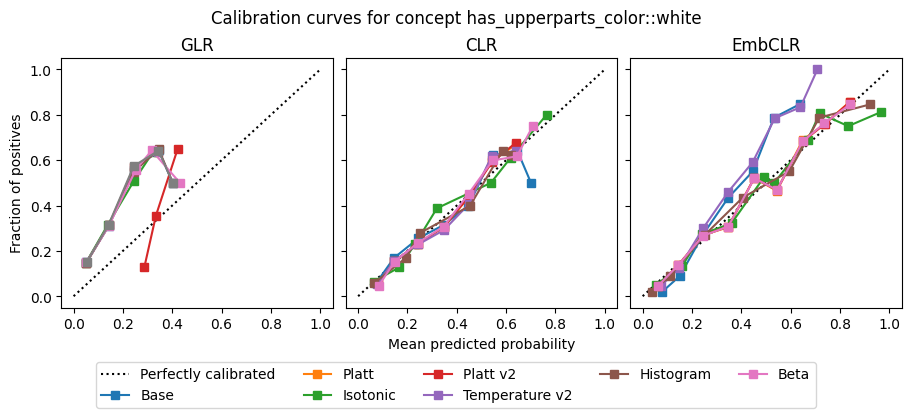 Calibration curves for concept has_upperparts_color::white
GLR
CLR
EmbCLR
Fraction of positives
1.0
0.8
0.6
0.4
0.2
0.0
0.0 0.2 0.4 0.6 0.8 1.0
0.0 0.2 0.4 0.6 0.8 1.0
0.0 0.2 0.4 0.6 0.8 1.0
Mean predicted probability
Perfectly calibrated
Base
Platt
Isotonic
Platt v2
Temperature v2
Histogram
Beta